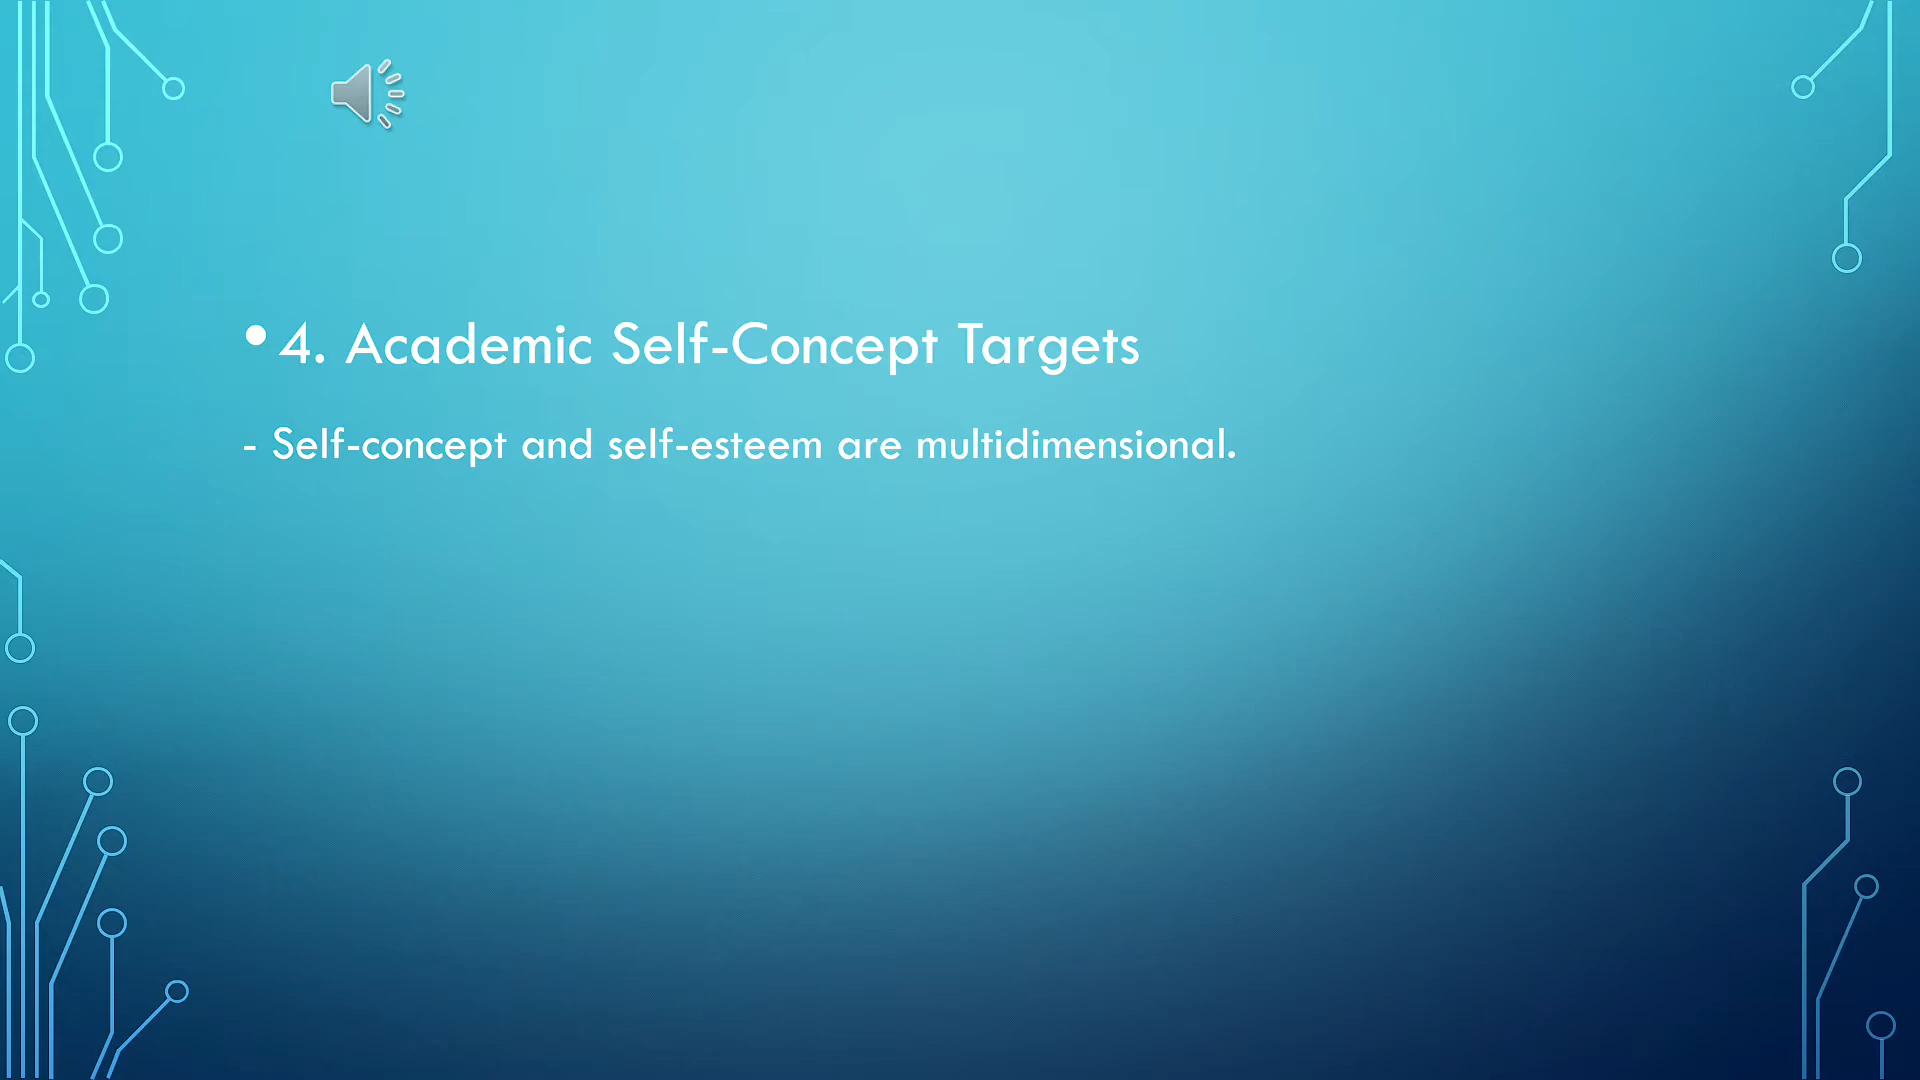 • 4. Academic Self-Concept Targets
- Self-concept and self-esteem are multidimensional.